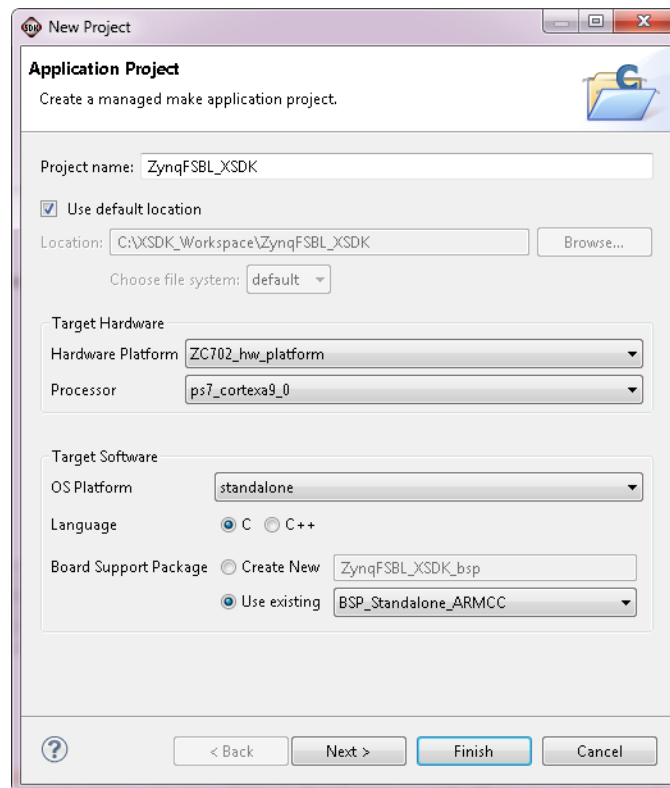 SDK New Project
Application Project
Create a managed make application project.
C
Project name: ZynqFSBL_XSDK
Use default location
Location: C:\XSDK_Workspace\ZynqFSBL_XSDK Browse...
Choose file system: default
Target Hardware
Hardware Platform ZC702_hw_platform
Processor ps7_cortexa9_0
Target Software
OS Platform standalone
Language C C++
Board Support Package Create New ZynqFSBL_XSDK_bsp
Use existing BSP_Standalone_ARMCC
? < Back Next > Finish Cancel